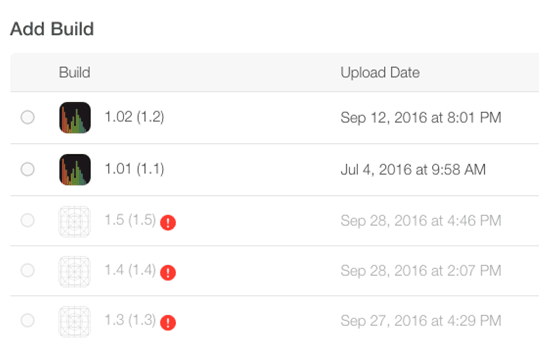 Add Build
Build Upload Date
1.02 (1.2) Sep 12, 2016 at 8:01 PM
1.01 (1.1) Jul 4, 2016 at 9:58 AM
1.5 (1.5) ! Sep 28, 2016 at 4:46 PM
1.4 (1.4) ! Sep 28, 2016 at 2:07 PM
1.3 (1.3) ! Sep 27, 2016 at 4:29 PM